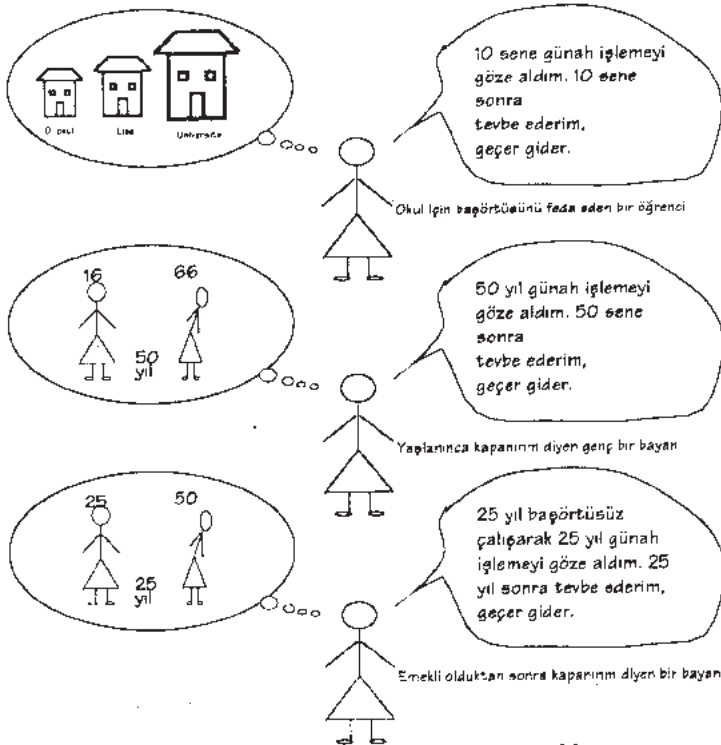 10 sene günah işlemeyi
göze aldım. 10 sene
sonra
tevbe ederim,
geçer gider.
Lise
Üniversite
Okul için başörtüsünü feda eden bir öğrenci
16
66
50
yıl
50 yıl günah işlemeyi
göze aldım. 50 sene
sonra
tevbe ederim,
geçer gider.
Yaşlanınca kapanırım diyen genç bir bayan
25
50
25
yıl
25 yıl başörtüsüz
çalışarak 25 yıl günah
işlemeyi göze aldım. 25
yıl sonra tevbe ederim,
geçer gider.
Emekli olduktan sonra kapanırım diyen bir bayan